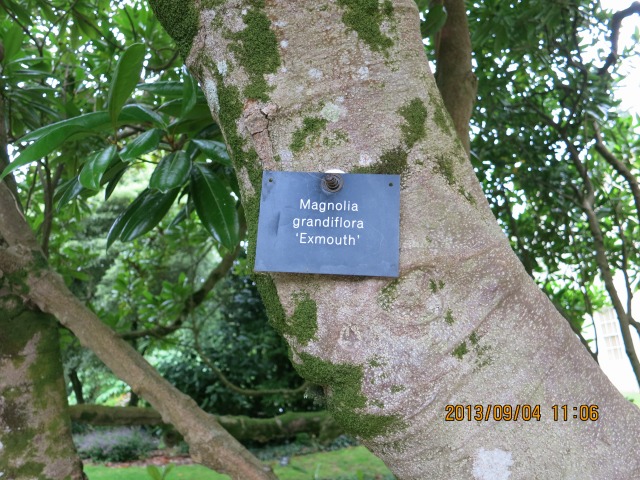 Magnolia
grandiflora
'Exmouth'
2013/09/04 11:06